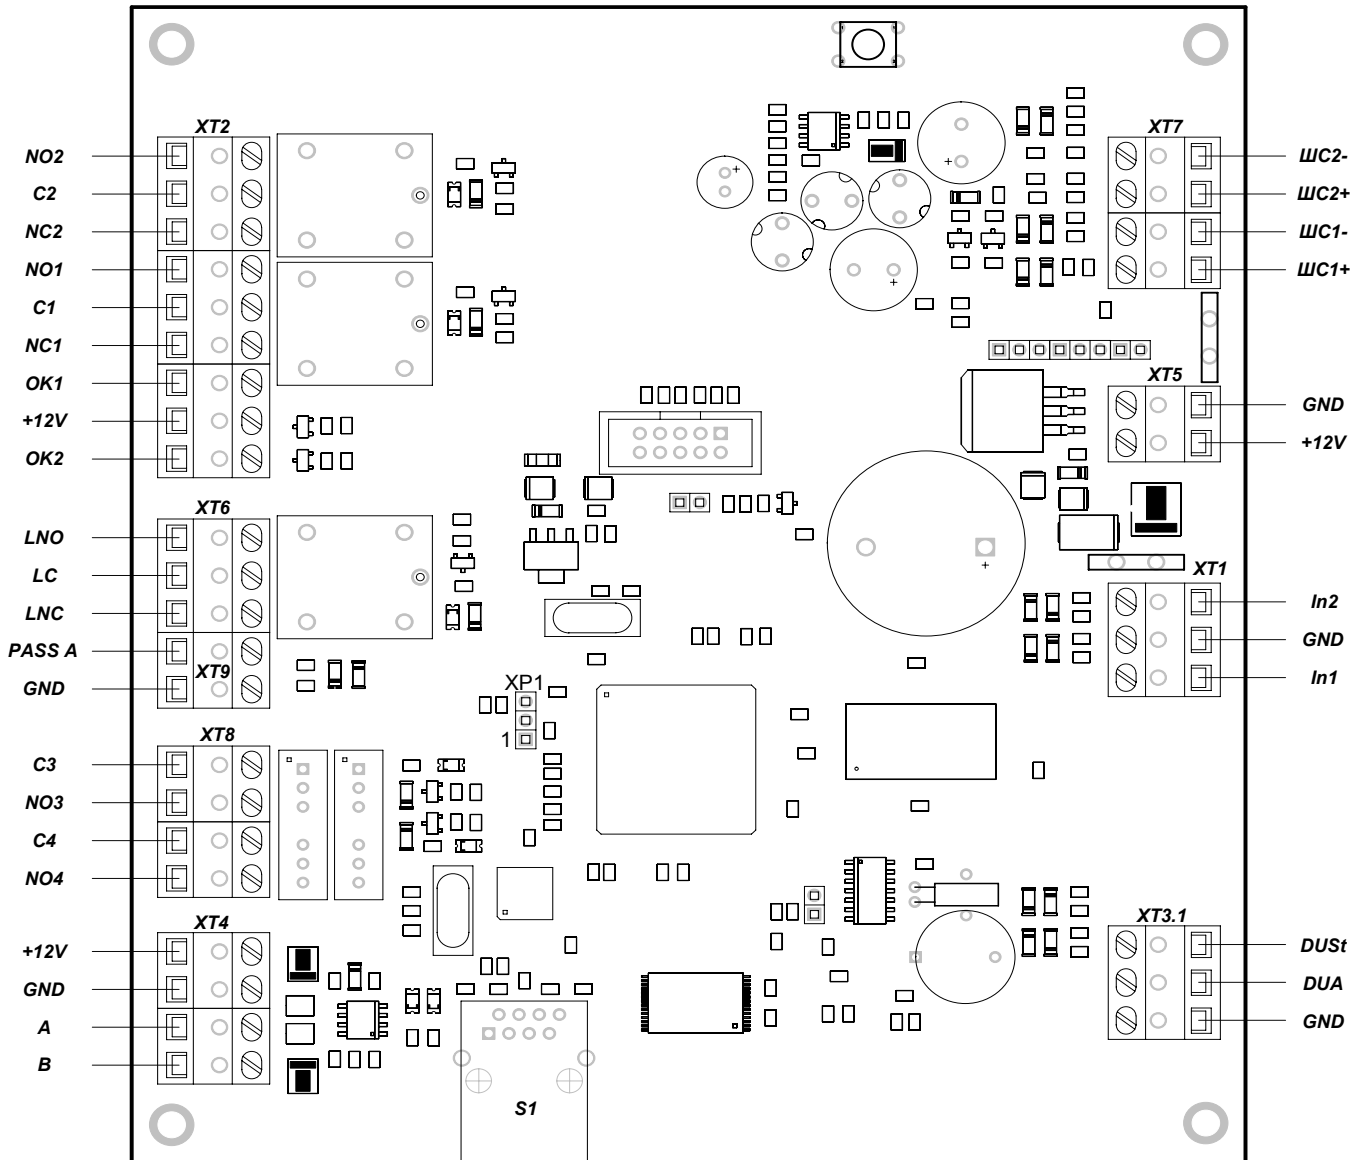 XT2
NO2
C2
NC2
NO1
C1
NC1
OK1
+12V
OK2
XT6
LNO
LC
LNC
PASS A
XT9
GND
XT8
C3
NO3
C4
NO4
XT4
+12V
GND
A
B
XP1
1
S1
+
+
+
+
XT7
ШС2-
ШС2+
ШС1-
ШС1+
XT5
GND
+12V
XT1
In2
GND
In1
XT3.1
DUSt
DUA
GND